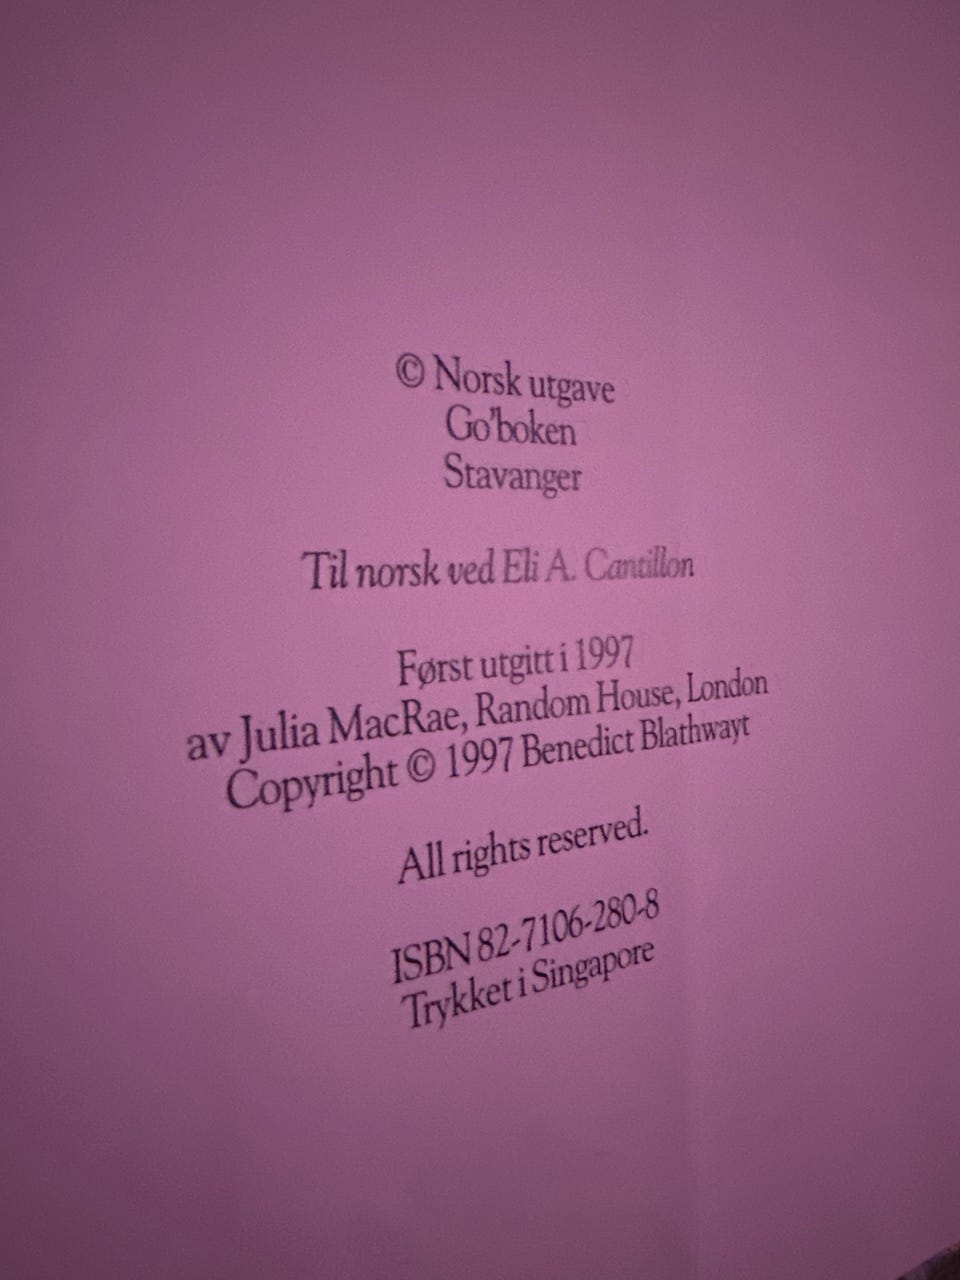 © Norsk utgave
Go'boken
Stavanger
Til norsk ved Eli A. Cantillon
Først utgitt i 1997
av Julia MacRae, Random House, London
Copyright © 1997 Benedict Blathwayt
All rights reserved.
ISBN 82-7106-280-8
Trykket i Singapore